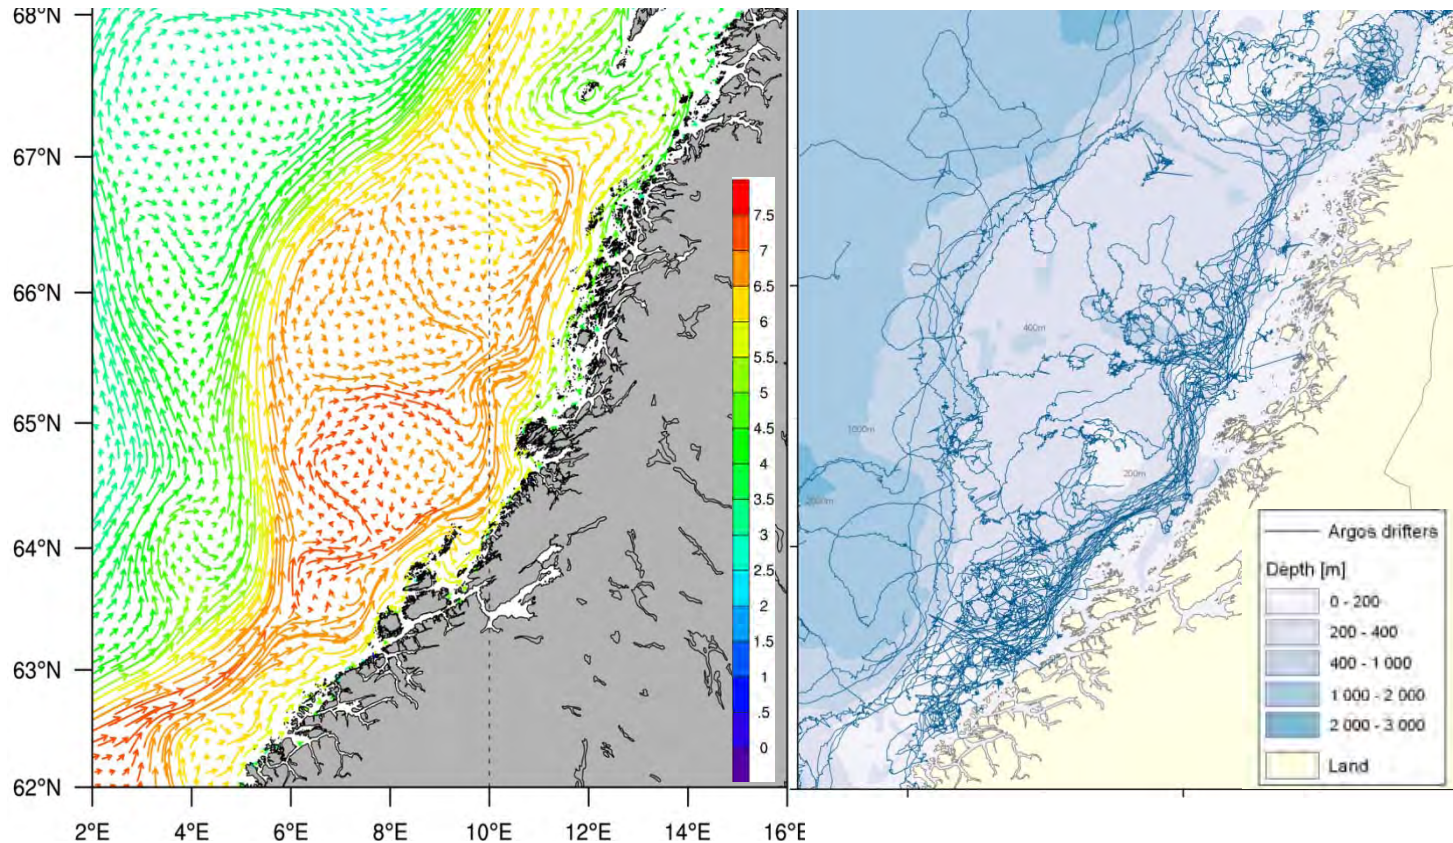 68°N
67°N
66°N
65°N
64°N
63°N
62°N
2°E 4°E 6°E 8°E 10°E 12°E 14°E 16°E
7.5
7
6.5
6
5.5
5
4.5
4
3.5
3
2.5
2
1.5
1
.5
0
400m
1000m
200m
2000m
Argos drifters
Depth [m]
0 - 200
200 - 400
400 - 1 000
1 000 - 2 000
2 000 - 3 000
Land